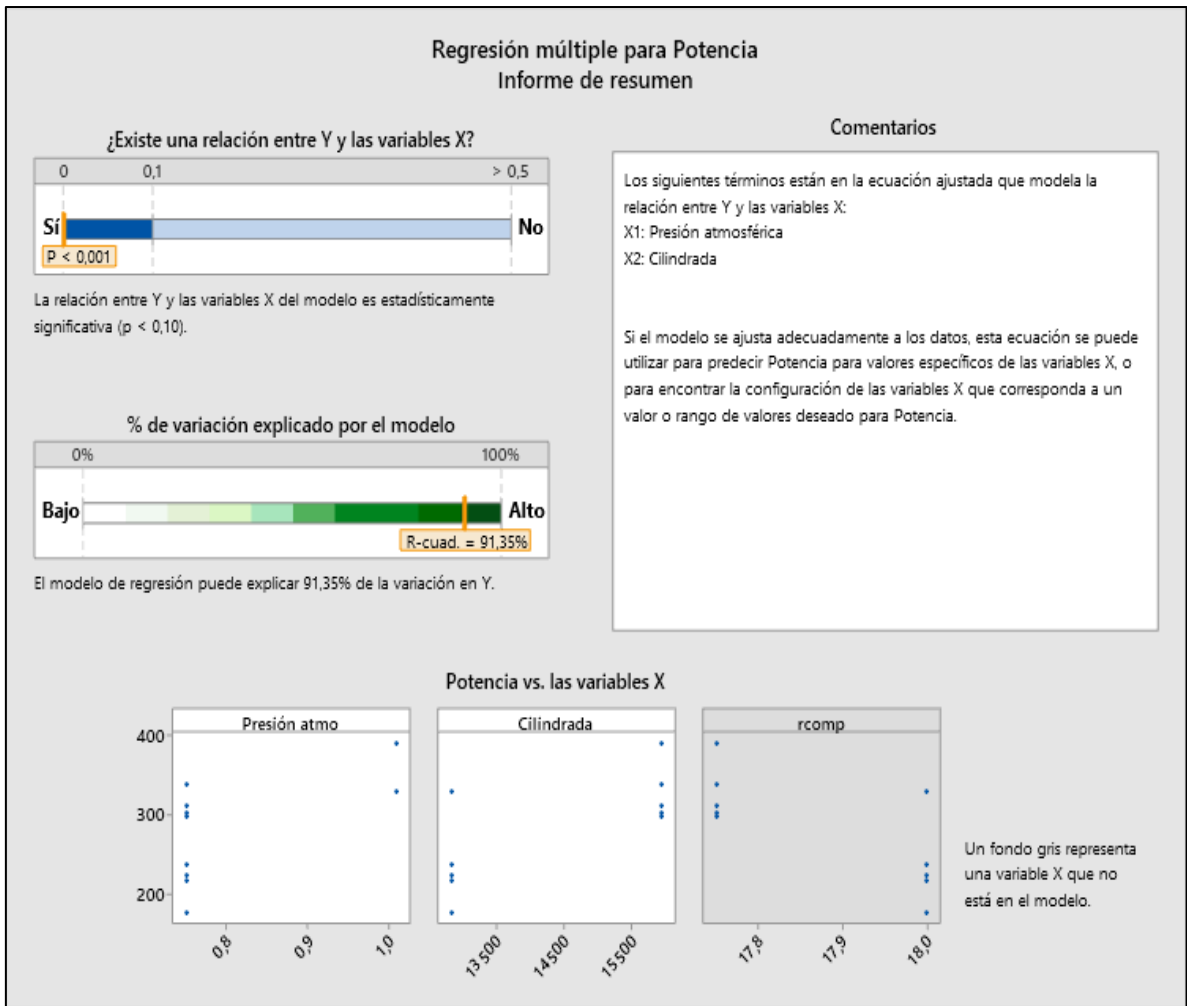 Regresión múltiple para Potencia
Informe de resumen
¿Existe una relación entre Y y las variables X?
0 0,1 > 0,5
Sí No
P < 0,001
La relación entre Y y las variables X del modelo es estadísticamente
significativa (p < 0,10).
% de variación explicado por el modelo
0% 100%
Bajo Alto
R-cuad. = 91,35%
El modelo de regresión puede explicar 91,35% de la variación en Y.
Comentarios
Los siguientes términos están en la ecuación ajustada que modela la
relación entre Y y las variables X:
X1: Presión atmosférica
X2: Cilindrada
Si el modelo se ajusta adecuadamente a los datos, esta ecuación se puede
utilizar para predecir Potencia para valores específicos de las variables X, o
para encontrar la configuración de las variables X que corresponda a un
valor o rango de valores deseado para Potencia.
Potencia vs. las variables X
Presión atmo Cilindrada rcomp
400
300
200
0,8 0,9 1,0 13500 14500 15500 17,8 17,9 18,0
Un fondo gris representa
una variable X que no
está en el modelo.